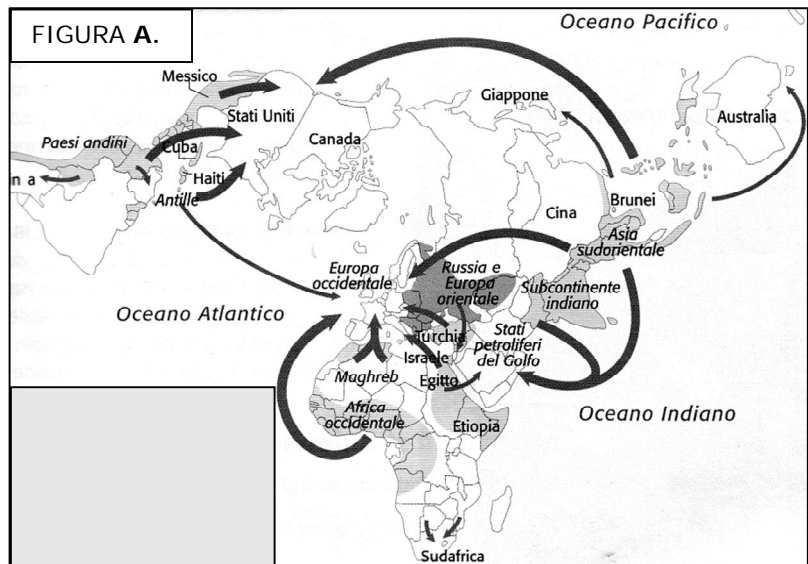 FIGURA A.
Oceano Pacifico
Messico
Stati Uniti
Giappone
Australia
Paesi andini
Cuba
Canada
Haiti
Antille
Cina
Brunei
Asia
sudorientale
Europa
occidentale
Russia e
Europa
orientale
Subcontinente
indiano
Oceano Atlantico
Turchia
Stati
petroliferi
del Golfo
Israele
Maghreb
Egitto
Africa
occidentale
Etiopia
Oceano Indiano
Sudafrica